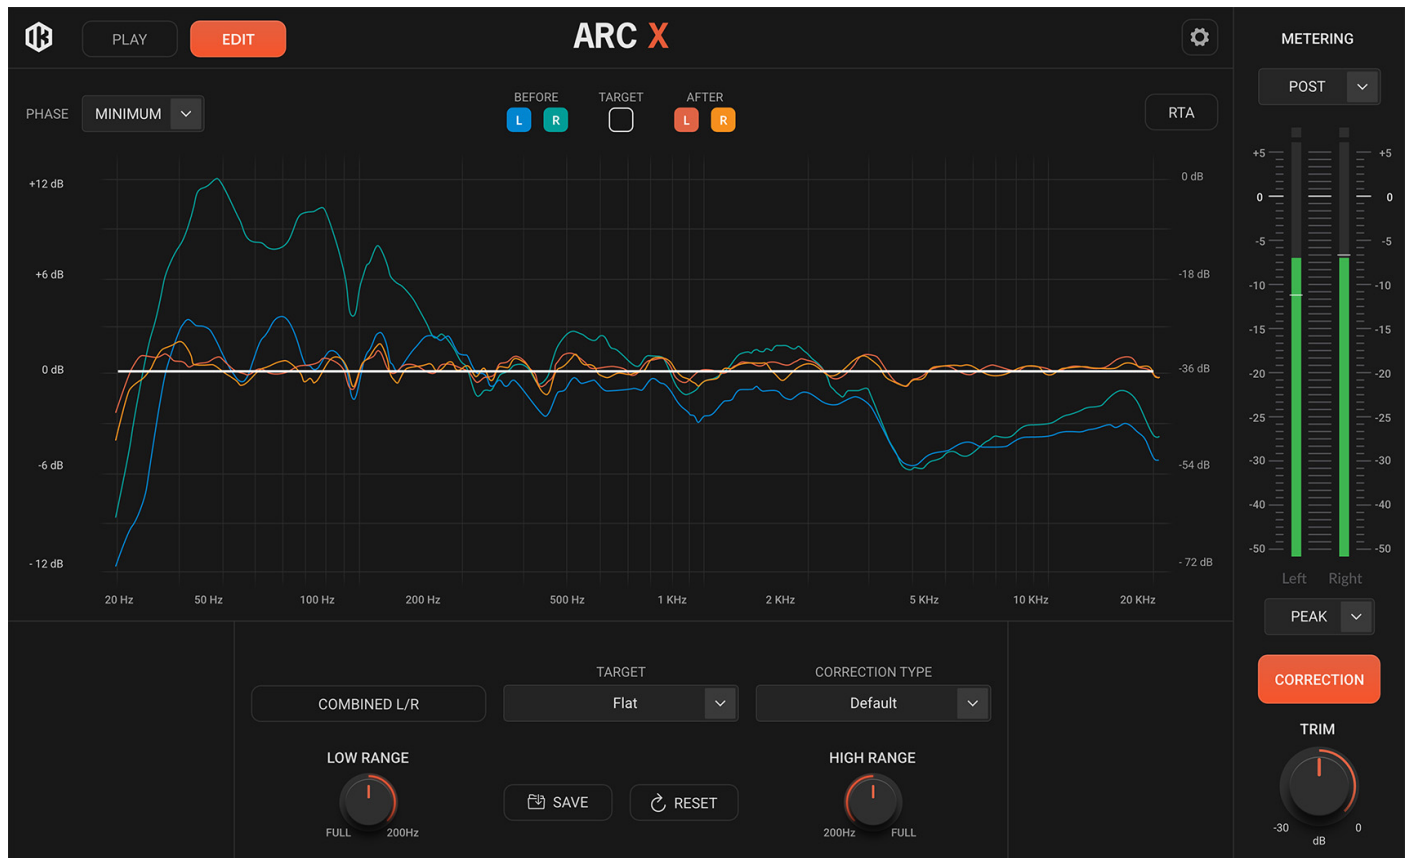 PLAY
EDIT
ARC X
METERING
PHASE
MINIMUM
BEFORE
L R
TARGET
AFTER
L R
RTA
POST
+12 dB
+6 dB
0 dB
-6 dB
- 12 dB
0 dB
-18 dB
-36 dB
-54 dB
- 72 dB
20 Hz
50 Hz
100 Hz
200 Hz
500 Hz
1 KHz
2 KHz
5 KHz
10 KHz
20 KHz
+5 +5
0 0
-5 -5
-10 -10
-15 -15
-20 -20
-25 -25
-30 -30
-40 -40
-50 -50
Left Right
PEAK
CORRECTION
TRIM
-30 0
dB
COMBINED L/R
TARGET
Flat
CORRECTION TYPE
Default
LOW RANGE
FULL 200Hz
SAVE
RESET
HIGH RANGE
200Hz FULL